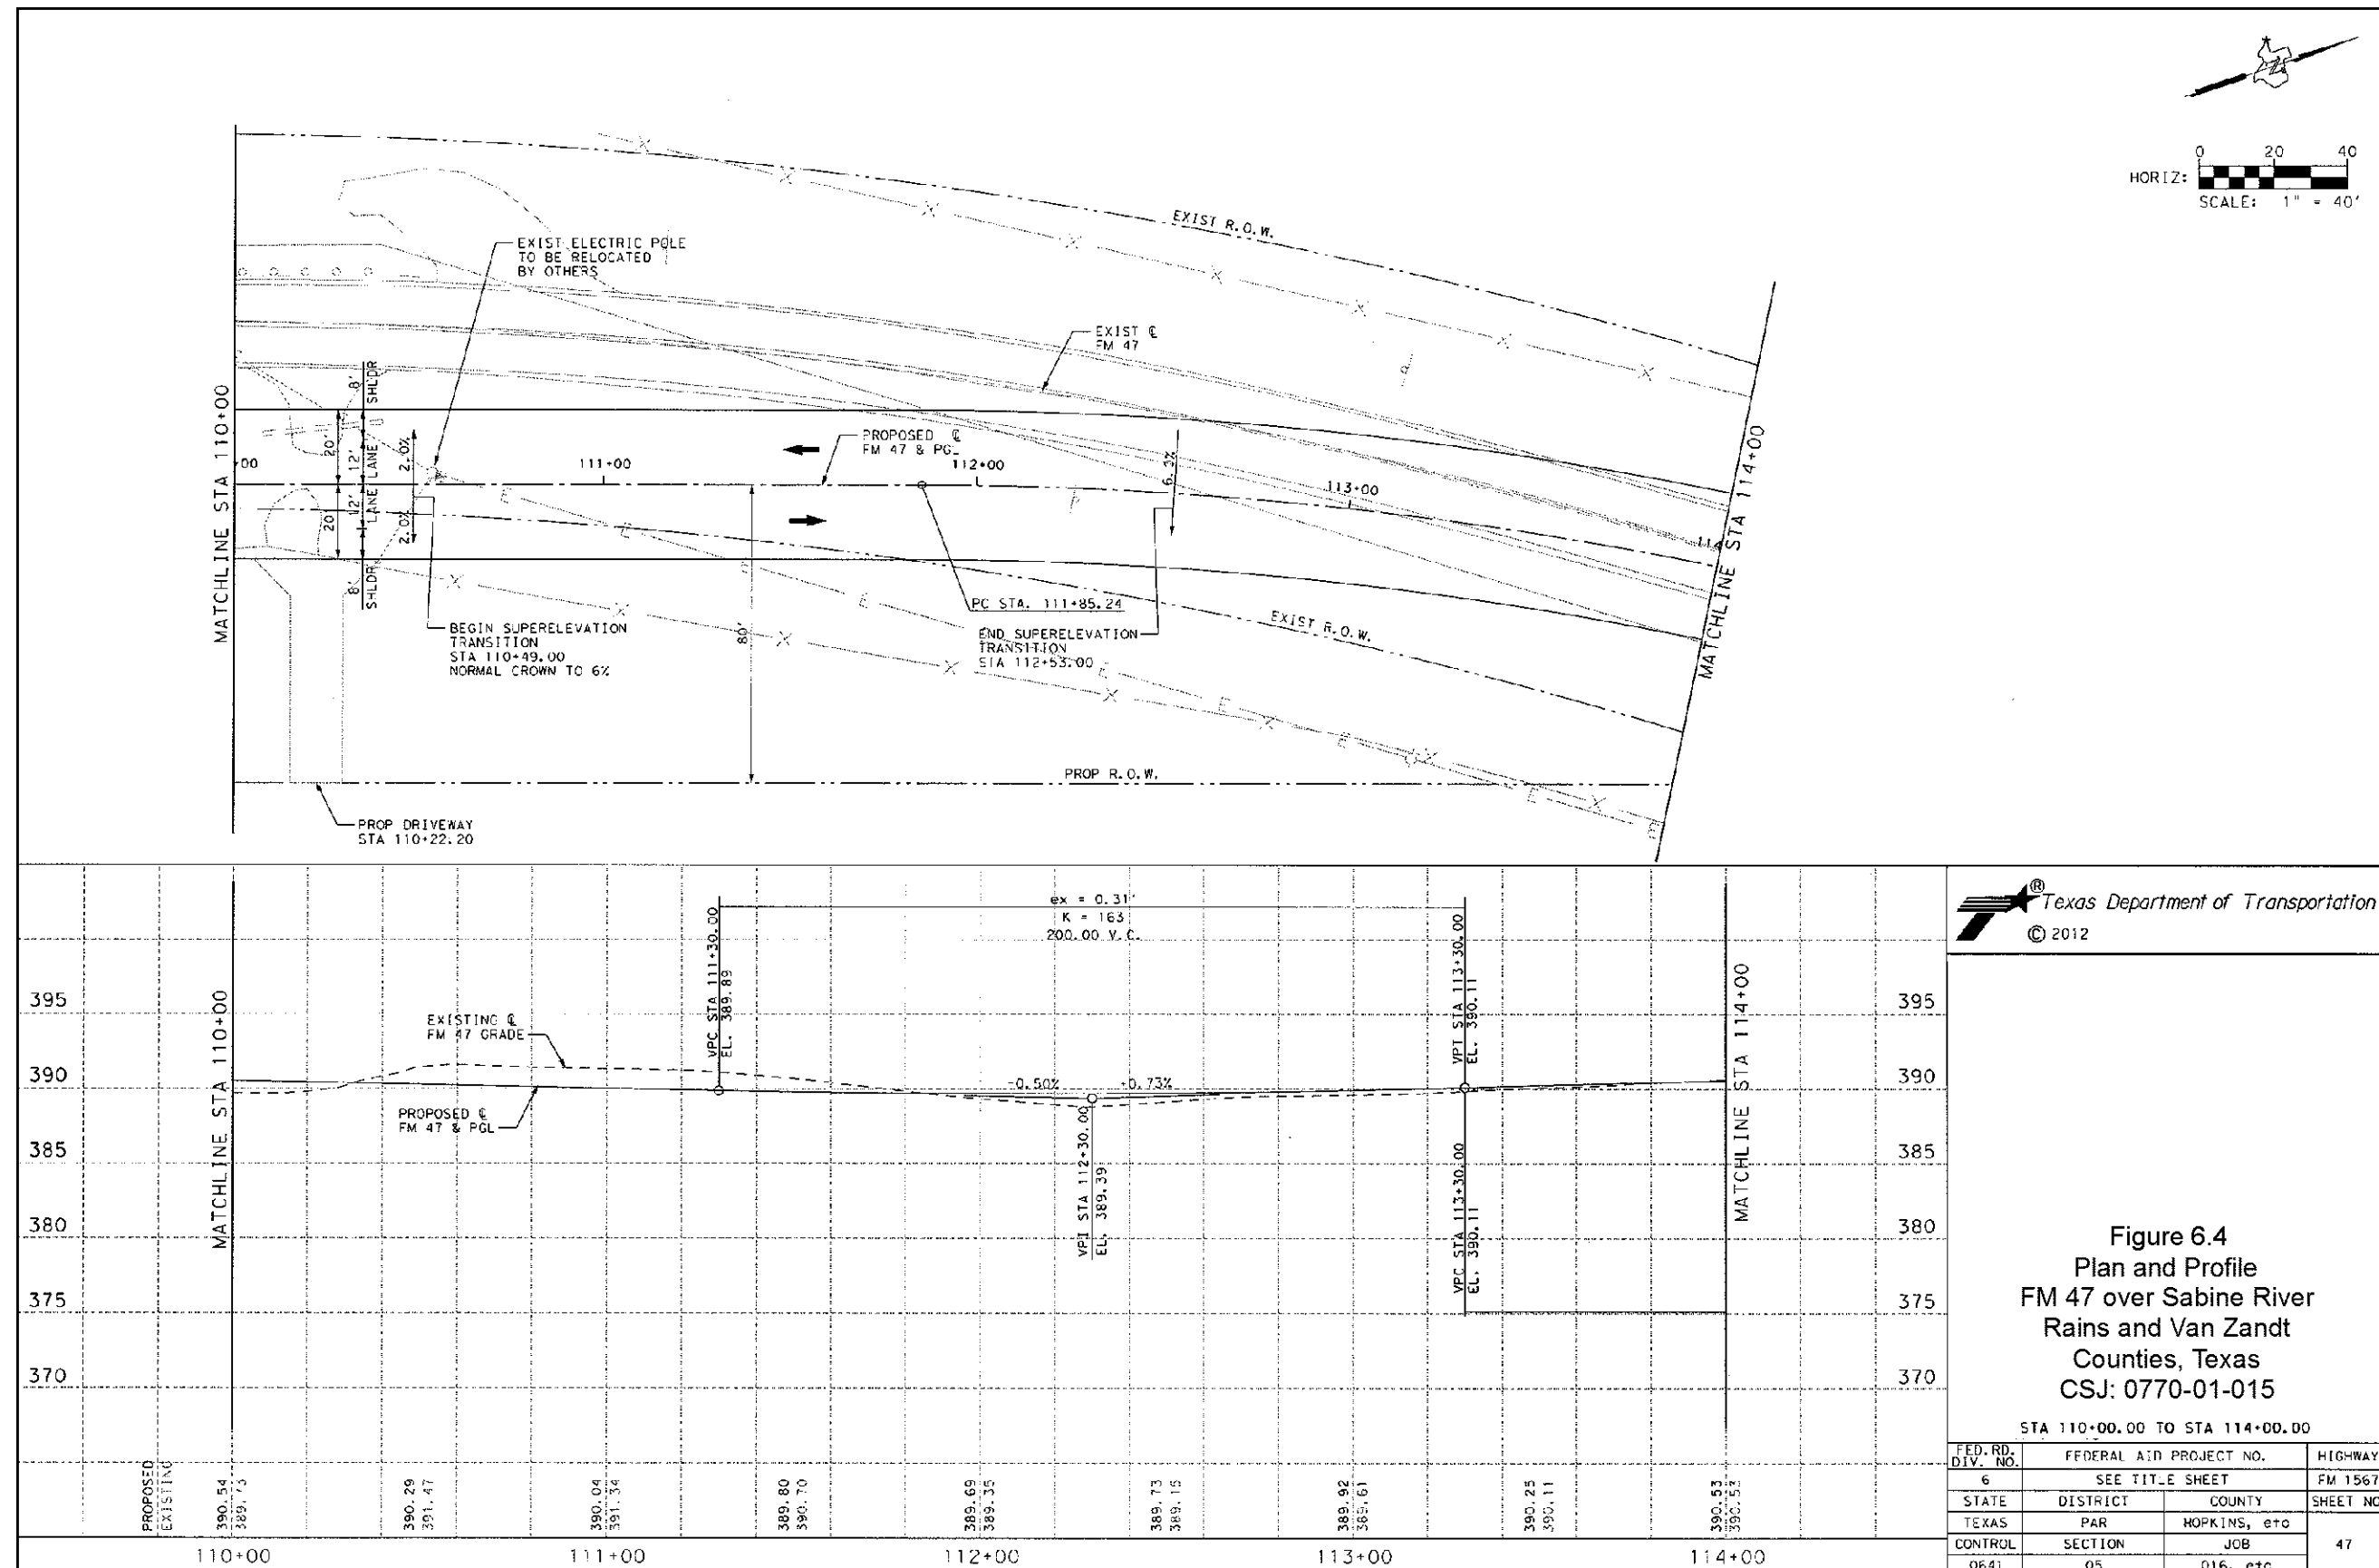 0 20 40
HORIZ:
SCALE: 1" = 40'
EXIST R.O.W.
EXIST ELECTRIC POLE
TO BE RELOCATED
BY OTHERS
EXIST ℄
FM 47
MATCHLINE STA 110+00
+00
20'
20'
8'
SHLDR
12'
LANE
12'
LANE
8'
SHLDR
2.0%
2.0%
111+00
PROPOSED ℄
FM 47 & PGL
112+00
113+00
114
MATCHLINE STA 114+00
80'
PC STA. 111+85.24
BEGIN SUPERELEVATION
TRANSITION
STA 110+49.00
NORMAL CROWN TO 6%
END SUPERELEVATION
TRANSITION
STA 112+53.00
EXIST R.O.W.
PROP R.O.W.
PROP DRIVEWAY
STA 110+22.20
ex = 0.31'
K = 163
200.00 V.C.
VPC STA 111+30.00
EL. 389.89
VPT STA 113+30.00
EL. 390.11
MATCHLINE STA 110+00
MATCHLINE STA 114+00
EXISTING ℄
FM 47 GRADE
PROPOSED ℄
FM 47 & PGL
-0.50% +0.73%
VPI STA 112+30.00
EL. 389.39
VPC STA 113+30.00
EL. 390.11
395 395
390 390
385 385
380 380
375 375
370 370
PROPOSED
EXISTING
390.54
389.73
390.29
391.47
390.04
391.34
389.80
390.70
389.69
389.35
389.73
389.15
389.92
389.61
390.25
390.11
390.53
390.53
110+00 111+00 112+00 113+00 114+00
® Texas Department of Transportation
© 2012
Figure 6.4
Plan and Profile
FM 47 over Sabine River
Rains and Van Zandt
Counties, Texas
CSJ: 0770-01-015
STA 110+00.00 TO STA 114+00.00
FED. RD. DIV. NO. FEDERAL AID PROJECT NO. HIGHWAY
6 SEE TITLE SHEET FM 1567
STATE DISTRICT COUNTY SHEET NO
TEXAS PAR HOPKINS, etc
CONTROL SECTION JOB 47
0641 05 016, etc